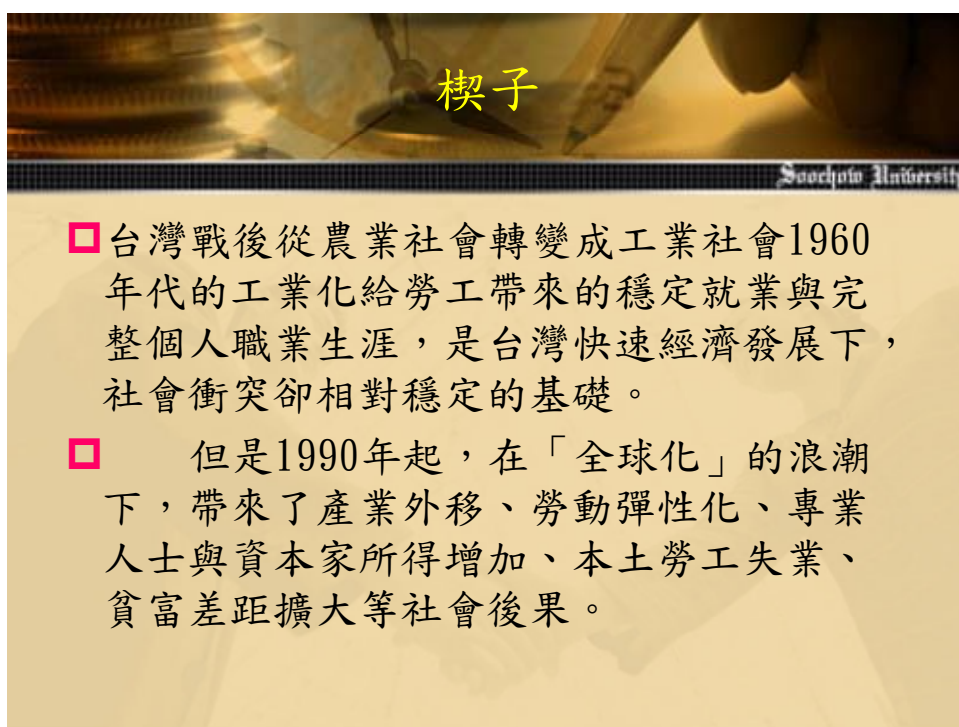 楔子
Soochow University
台灣戰後從農業社會轉變成工業社會1960
年代的工業化給勞工帶來的穩定就業與完
整個人職業生涯，是台灣快速經濟發展下，
社會衝突卻相對穩定的基礎。
但是1990年起，在「全球化」的浪潮
下，帶來了產業外移、勞動彈性化、專業
人士與資本家所得增加、本土勞工失業、
貧富差距擴大等社會後果。